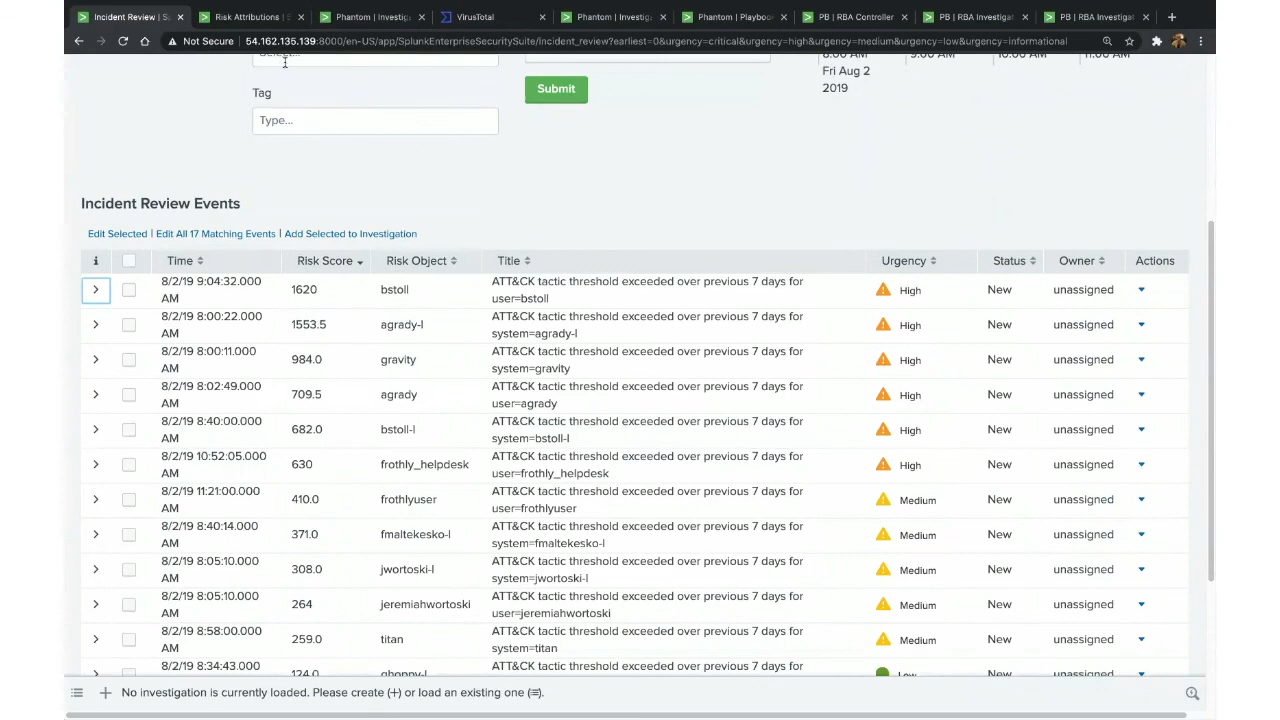 Incident Review | S
Risk Attributions | S
Phantom | Investig
VirusTotal
Phantom | Investig
Phantom | Playboo
PB | RBA Controller
PB | RBA Investigat
PB | RBA Investigat
Not Secure | 54.162.135.139:8000/en-US/app/SplunkEnterpriseSecuritySuite/incident_review?earliest=0&urgency=critical&urgency=high&urgency=medium&urgency=low&urgency=informational
8:00 AM 9:00 AM 10:00 AM 11:00 AM
Fri Aug 2
2019
Tag
Type...
Submit
Incident Review Events
Edit Selected | Edit All 17 Matching Events | Add Selected to Investigation
i Time Risk Score Risk Object Title Urgency Status Owner Actions
8/2/19 9:04:32.000 AM 1620 bstoll ATT&CK tactic threshold exceeded over previous 7 days for user=bstoll High New unassigned
8/2/19 8:00:22.000 AM 1553.5 agrady-l ATT&CK tactic threshold exceeded over previous 7 days for system=agrady-l High New unassigned
8/2/19 8:00:11.000 AM 984.0 gravity ATT&CK tactic threshold exceeded over previous 7 days for system=gravity High New unassigned
8/2/19 8:02:49.000 AM 709.5 agrady ATT&CK tactic threshold exceeded over previous 7 days for user=agrady High New unassigned
8/2/19 8:40:00.000 AM 682.0 bstoll-l ATT&CK tactic threshold exceeded over previous 7 days for system=bstoll-l High New unassigned
8/2/19 10:52:05.000 AM 630 frothly_helpdesk ATT&CK tactic threshold exceeded over previous 7 days for user=frothly_helpdesk High New unassigned
8/2/19 11:21:00.000 AM 410.0 frothlyuser ATT&CK tactic threshold exceeded over previous 7 days for user=frothlyuser Medium New unassigned
8/2/19 8:40:14.000 AM 371.0 fmaltekesko-l ATT&CK tactic threshold exceeded over previous 7 days for system=fmaltekesko-l Medium New unassigned
8/2/19 8:05:10.000 AM 308.0 jwortoski-l ATT&CK tactic threshold exceeded over previous 7 days for system=jwortoski-l Medium New unassigned
8/2/19 8:05:10.000 AM 264 jeremiahwortoski ATT&CK tactic threshold exceeded over previous 7 days for user=jeremiahwortoski Medium New unassigned
8/2/19 8:58:00.000 AM 259.0 titan ATT&CK tactic threshold exceeded over previous 7 days for system=titan Medium New unassigned
8/2/19 8:34:43.000 124.0 ghoppy-l ATT&CK tactic threshold exceeded over previous 7 days for Low New unassigned
No investigation is currently loaded. Please create (+) or load an existing one (≡).